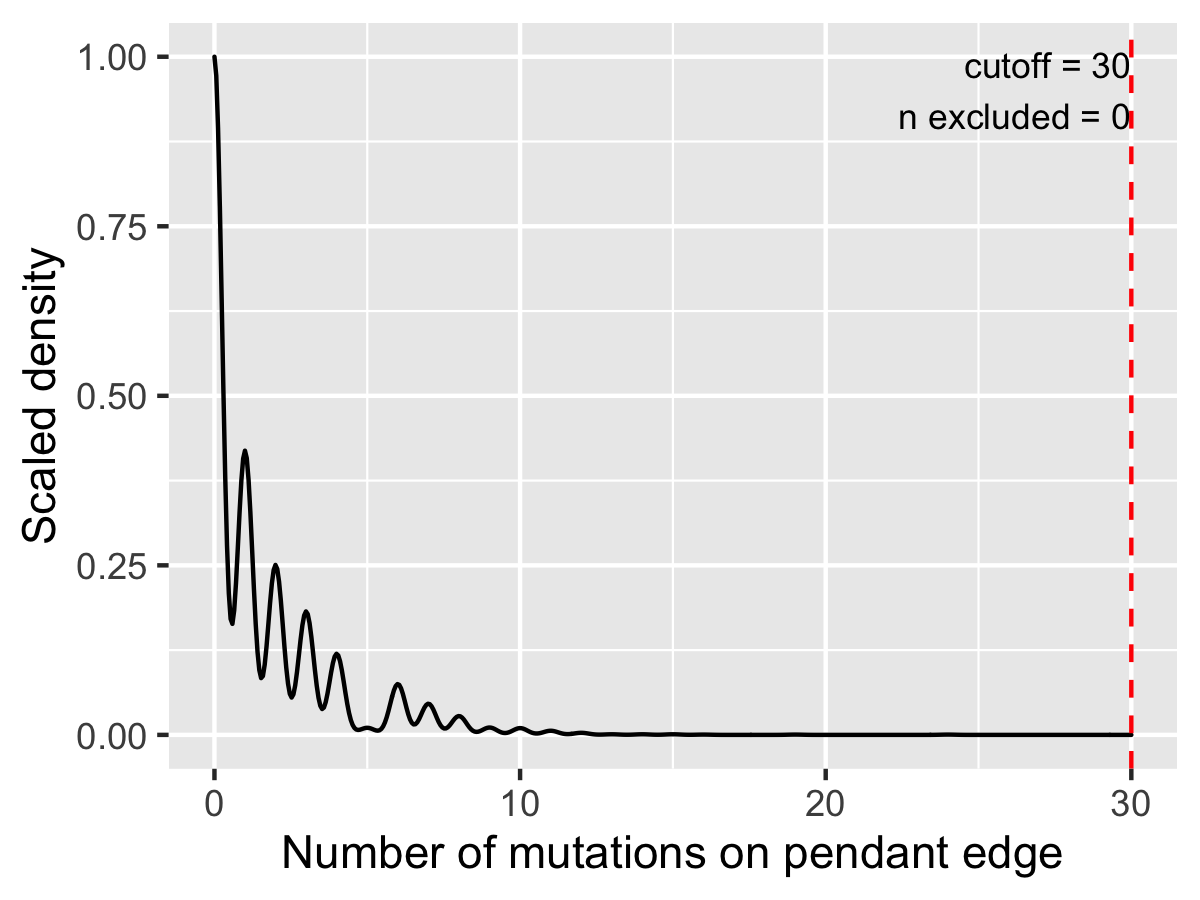 1.00
0.75
0.50
0.25
0.00
Scaled density
cutoff = 30
n excluded = 0
0
10
20
30
Number of mutations on pendant edge